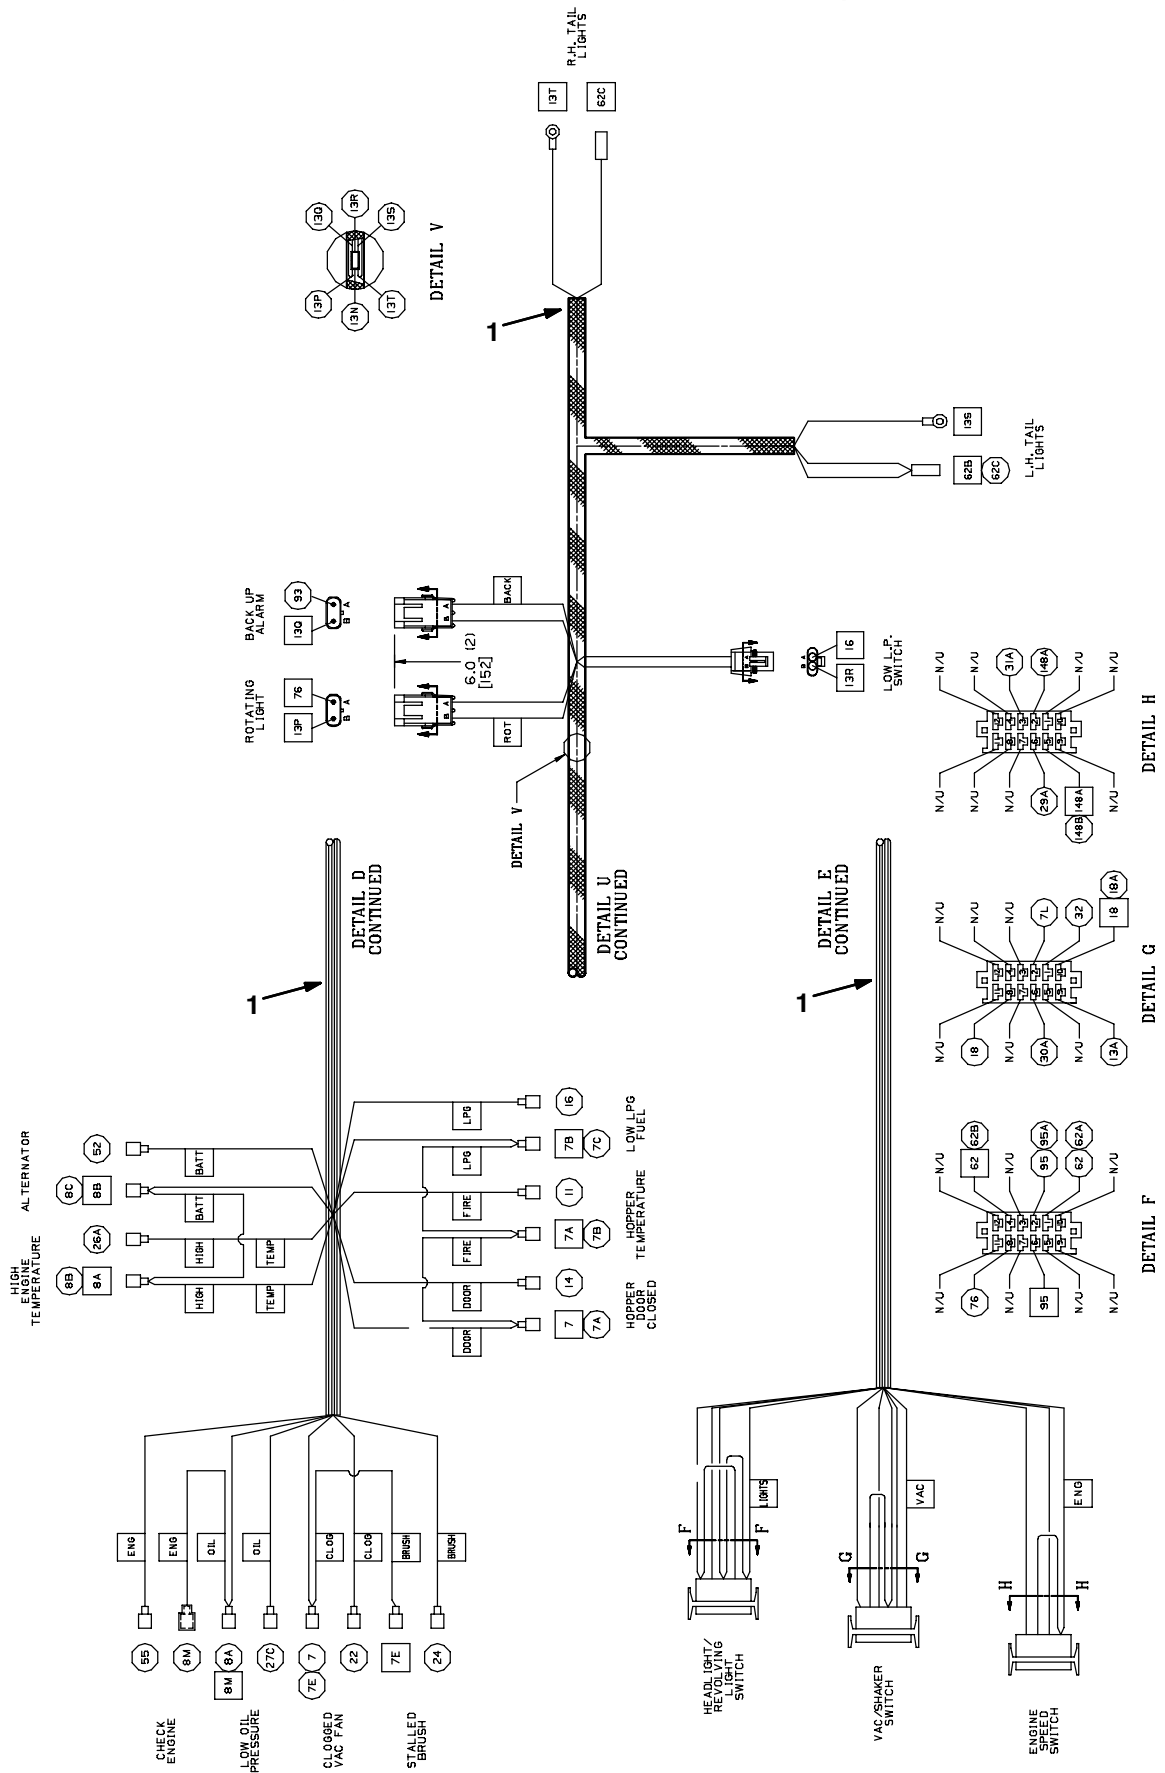 R.H. TAIL
LIGHTS
13T
62C
13Q
13R
13S
13P
13N
13T
DETAIL V
1
13S
62B
62C
L.H. TAIL
LIGHTS
BACK UP
ALARM
93
13Q
A
B
BACK
A
B
6.0 (2)
[152]
ROTATING
LIGHT
76
13P
A
B
ROT
A
B
B A
16
13R
LOW L.P.
SWITCH
DETAIL V
DETAIL U
CONTINUED
DETAIL D
CONTINUED
1
ALTERNATOR
52
BATT
8C
8B
BATT
HIGH
ENGINE
TEMPERATURE
26A
HIGH
TEMP
8B
8A
HIGH
TEMP
LPG
16
LPG
7B
7C
LOW LPG
FUEL
FIRE
11
FIRE
7A
7B
HOPPER
TEMPERATURE
DOOR
14
DOOR
7
7A
HOPPER
DOOR
CLOSED
ENG
55
ENG
8M
CHECK
ENGINE
OIL
8A
8M
OIL
27C
LOW OIL
PRESSURE
CLOG
7
7E
CLOG
22
CLOGGED
VAC FAN
BRUSH
7E
BRUSH
24
STALLED
BRUSH
DETAIL E
CONTINUED
1
LIGHTS
F
F
HEADLIGHT/
REVOLVING
LIGHT
SWITCH
VAC
G
G
VAC/SHAKER
SWITCH
ENG
H
H
ENGINE
SPEED
SWITCH
N/U
N/U
31A
148A
N/U
N/U
N/U
N/U
N/U
29A
148A
148B
N/U
DETAIL H
N/U
N/U
N/U
7L
32
18
18A
N/U
18
N/U
30A
N/U
13A
DETAIL G
N/U
62
62B
N/U
95
95A
62
62A
N/U
N/U
76
N/U
95
N/U
N/U
DETAIL F